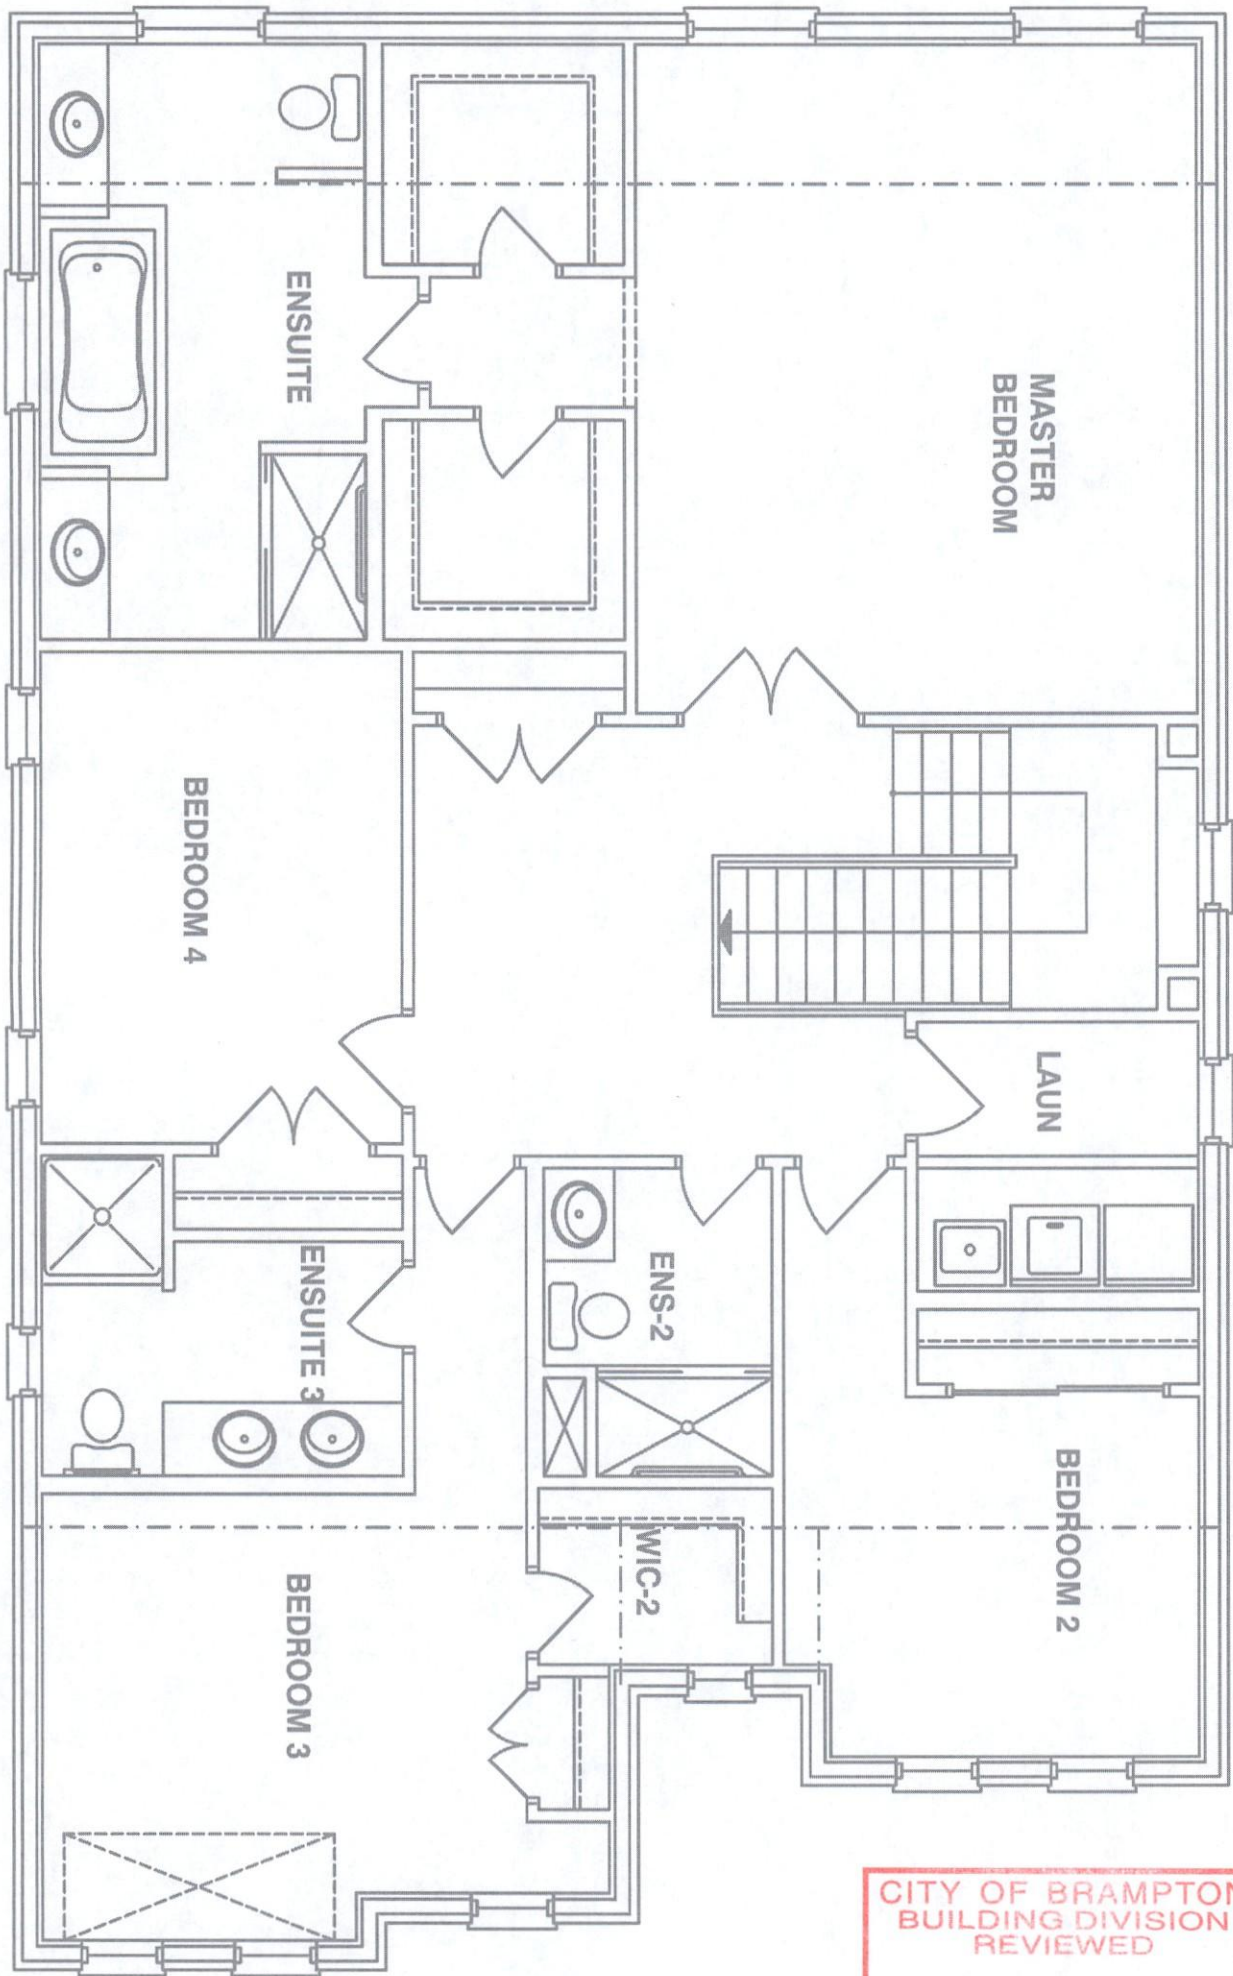 MASTER
BEDROOM
ENSUITE
BEDROOM 4
LAUN
ENS-2
ENSUITE 3
WIC-2
BEDROOM 2
BEDROOM 3
CITY OF BRAMPTON
BUILDING DIVISION
REVIEWED